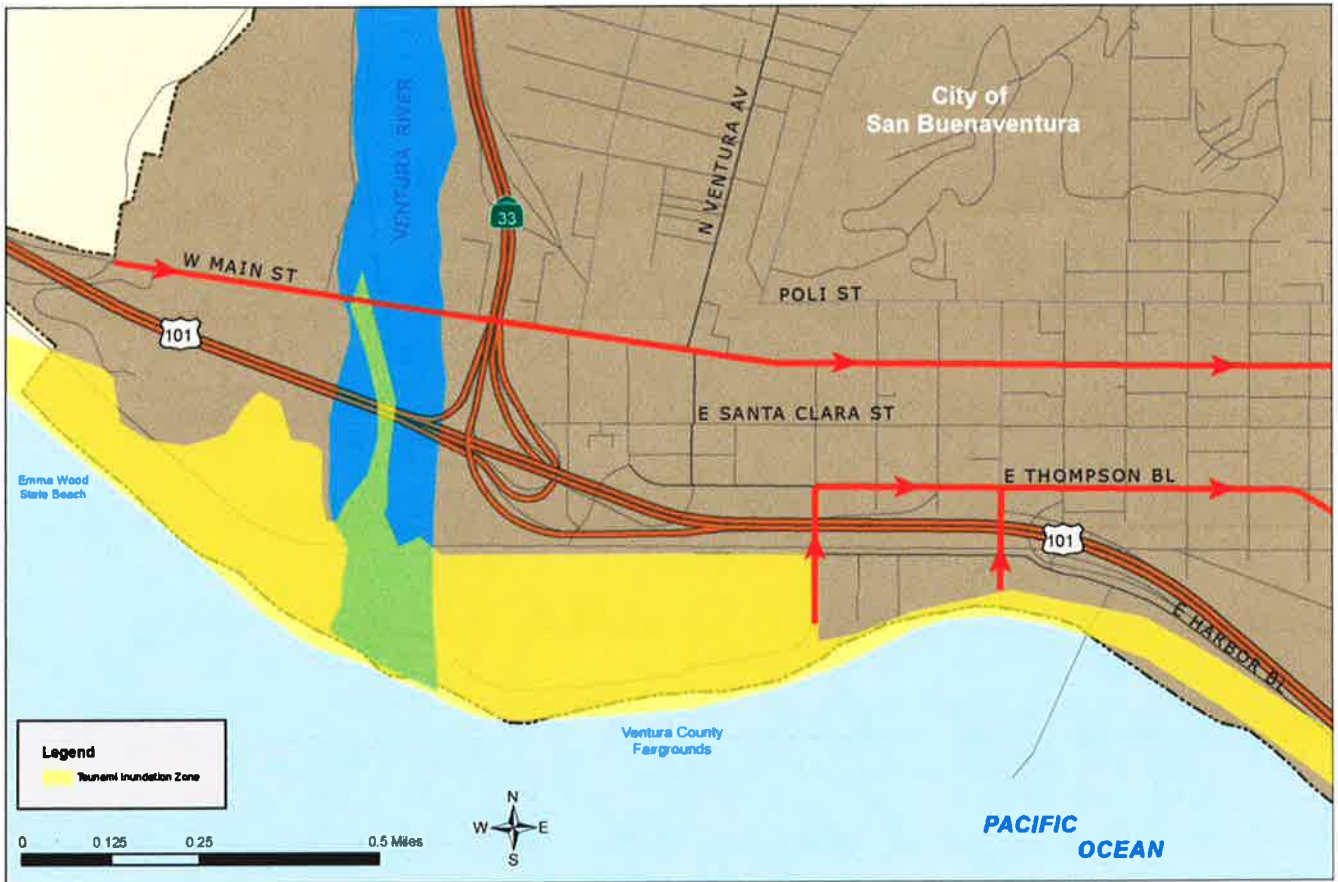 City of
San Buenaventura
VENTURA RIVER
N VENTURA AV
33
W MAIN ST
POLI ST
101
E SANTA CLARA ST
E THOMPSON BL
Emma Wood
State Beach
101
E HARBOR BL
Ventura County
Fairgrounds
Legend
Tsunami Inundation Zone
N
W E
S
0 0.125 0.25 0.5 Miles
PACIFIC
OCEAN